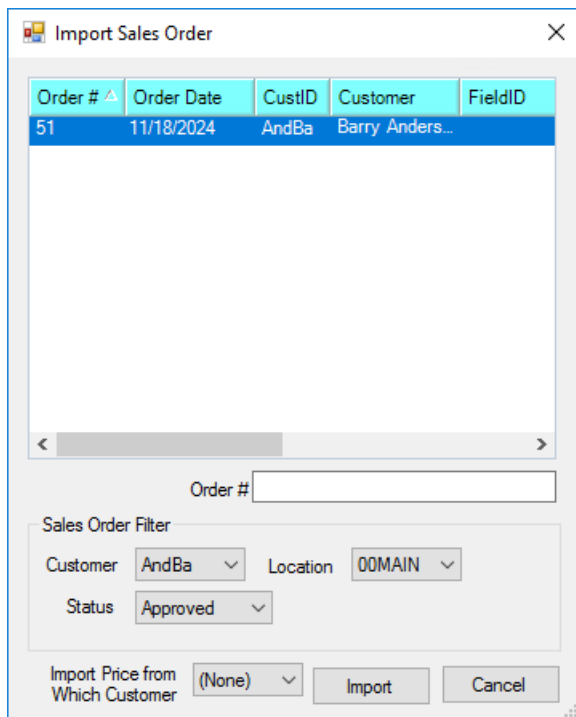 Import Sales Order
Order # Order Date CustID Customer FieldID
51 11/18/2024 AndBa Barry Anders...
Order #
Sales Order Filter
Customer AndBa Location 00MAIN
Status Approved
Import Price from
Which Customer (None) Import Cancel